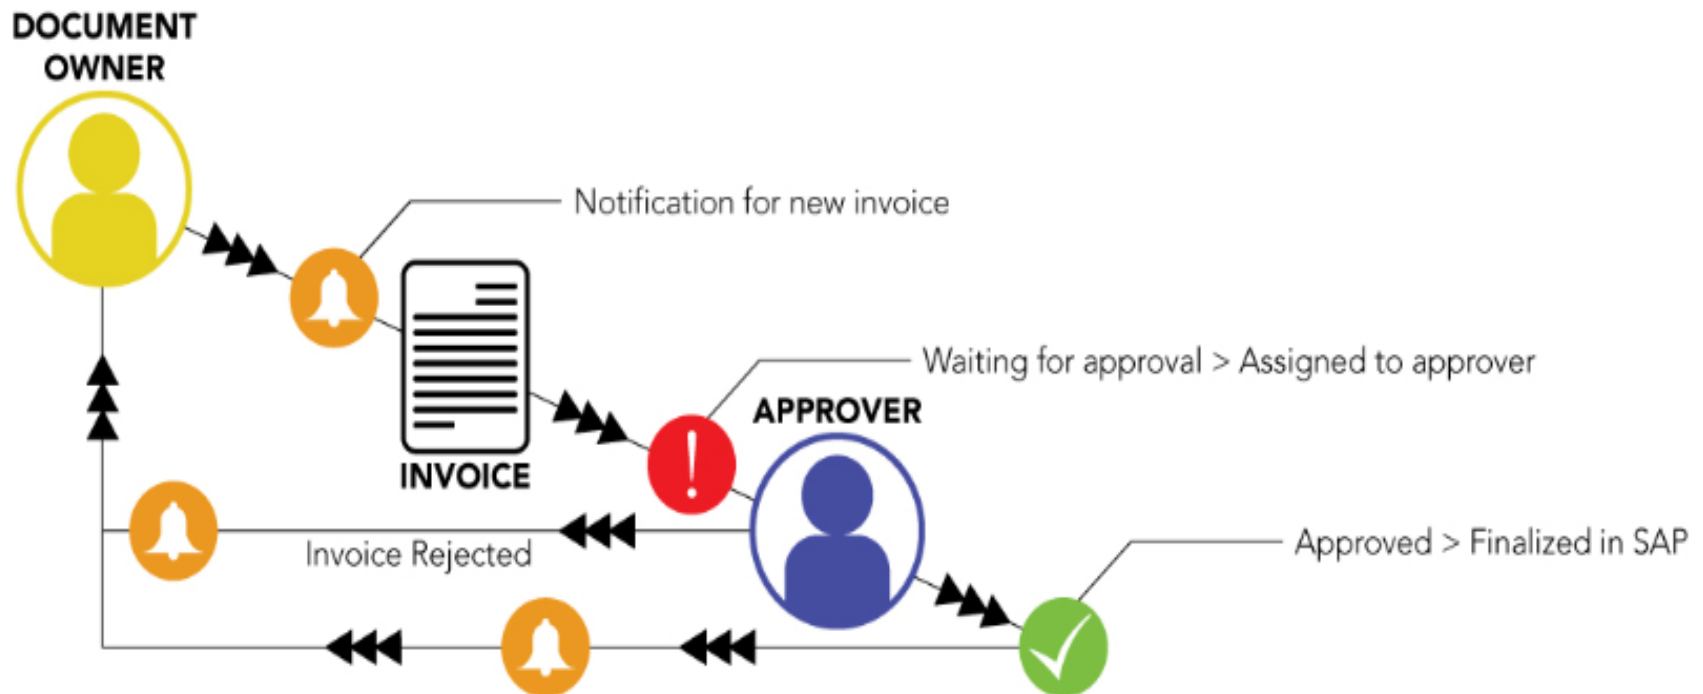 DOCUMENT
OWNER
Notification for new invoice
INVOICE
Waiting for approval > Assigned to approver
APPROVER
Invoice Rejected
Approved > Finalized in SAP